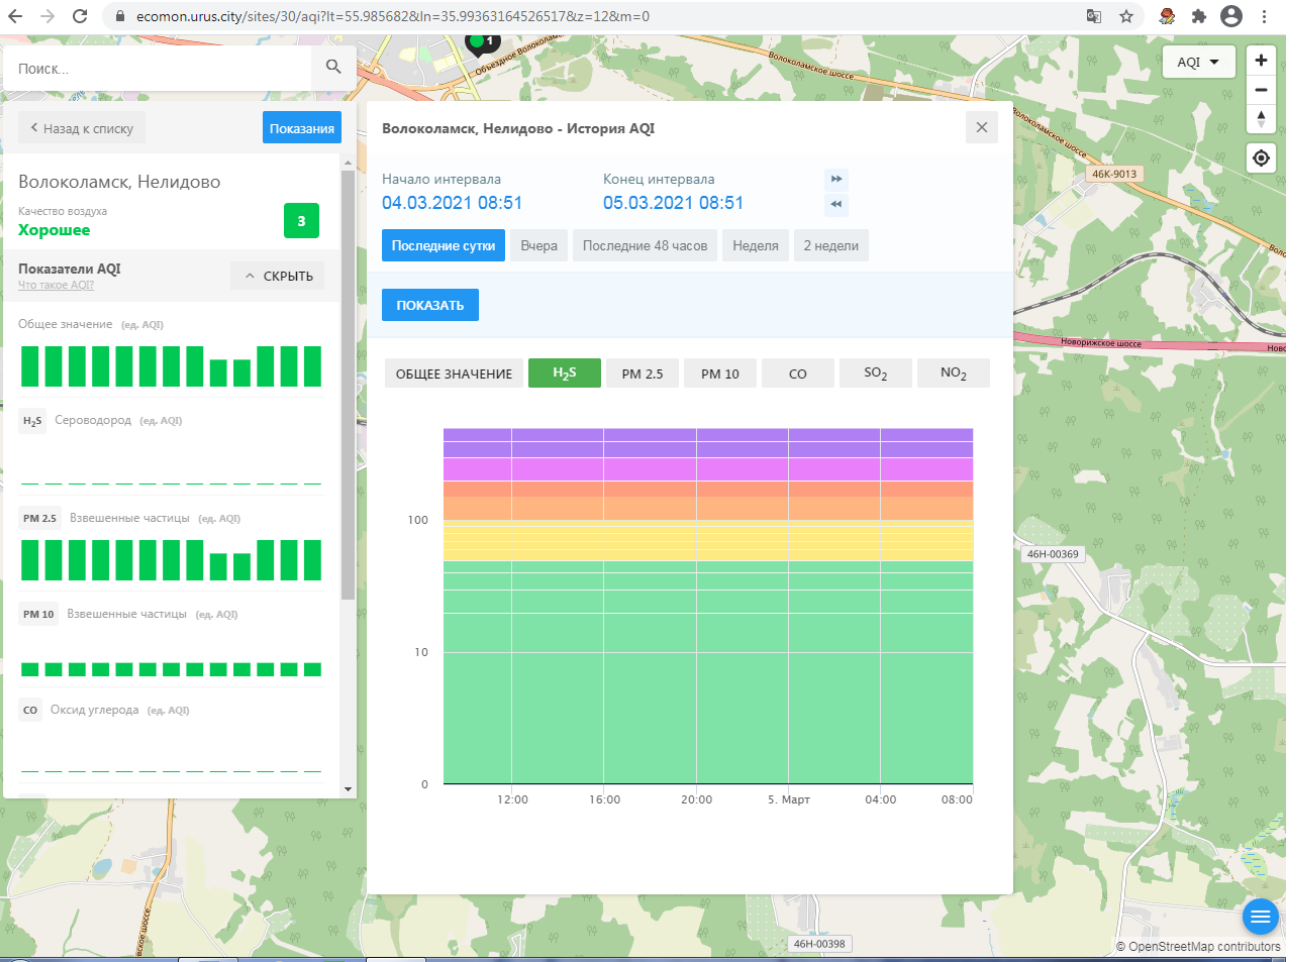 ecomon.urus.city/sites/30/aqi?lt=55.985682&ln=35.99363164526517&z=12&m=0
1
Объездное Волоколамск
Волоколамское шоссе
AQI
Поиск...
Назад к списку
Показания
Волоколамск, Нелидово
Качество воздуха
Хорошее
3
Показатели AQI
Что такое AQI?
СКРЫТЬ
Общее значение (ед. AQI)
H₂S Сероводород (ед. AQI)
PM 2.5 Взвешенные частицы (ед. AQI)
PM 10 Взвешенные частицы (ед. AQI)
CO Оксид углерода (ед. AQI)
Волоколамск, Нелидово - История AQI
Начало интервала
04.03.2021 08:51
Конец интервала
05.03.2021 08:51
Последние сутки
Вчера
Последние 48 часов
Неделя
2 недели
ПОКАЗАТЬ
ОБЩЕЕ ЗНАЧЕНИЕ
H₂S
PM 2.5
PM 10
CO
SO₂
NO₂
100
10
0
12:00
16:00
20:00
5. Март
04:00
08:00
Волоколамское шоссе
46К-9013
Новорижское шоссе
46Н-00369
46Н-00398
© OpenStreetMap contributors